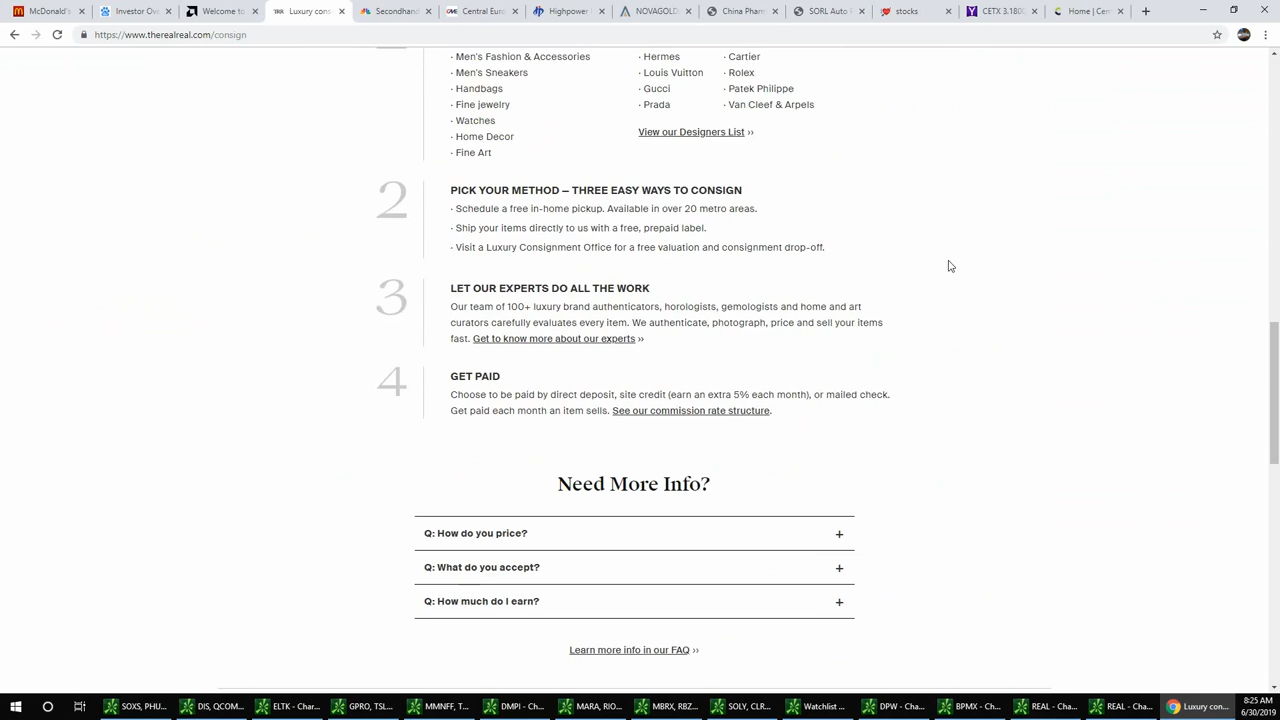 McDonald's
Investor Ove
Welcome to
Luxury cons
Secondhand
Central Euro
Highpower I
NOVAGOLD
China Pharm
SORL Auto P
stocks
CETX 3.1800
Home | Cem
https://www.therealreal.com/consign
· Men's Fashion & Accessories
· Men's Sneakers
· Handbags
· Fine jewelry
· Watches
· Home Decor
· Fine Art
· Hermes
· Louis Vuitton
· Gucci
· Prada
· Cartier
· Rolex
· Patek Philippe
· Van Cleef & Arpels
View our Designers List ››
2
PICK YOUR METHOD — THREE EASY WAYS TO CONSIGN
· Schedule a free in-home pickup. Available in over 20 metro areas.
· Ship your items directly to us with a free, prepaid label.
· Visit a Luxury Consignment Office for a free valuation and consignment drop-off.
3
LET OUR EXPERTS DO ALL THE WORK
Our team of 100+ luxury brand authenticators, horologists, gemologists and home and art
curators carefully evaluates every item. We authenticate, photograph, price and sell your items
fast. Get to know more about our experts ››
4
GET PAID
Choose to be paid by direct deposit, site credit (earn an extra 5% each month), or mailed check.
Get paid each month an item sells. See our commission rate structure.
Need More Info?
Q: How do you price? +
Q: What do you accept? +
Q: How much do I earn? +
Learn more info in our FAQ ››
SOXS, PHU...
DIS, QCOM...
ELTK - Char...
GPRO, TSL...
MMNFF, T...
DMPI - Cha...
MARA, RIO...
MBRX, RBZ...
SOLY, CLR...
Watchlist ...
DPW - Cha...
BPMX - Ch...
REAL - Cha...
REAL - Cha...
Luxury con...
8:25 AM
6/30/2019